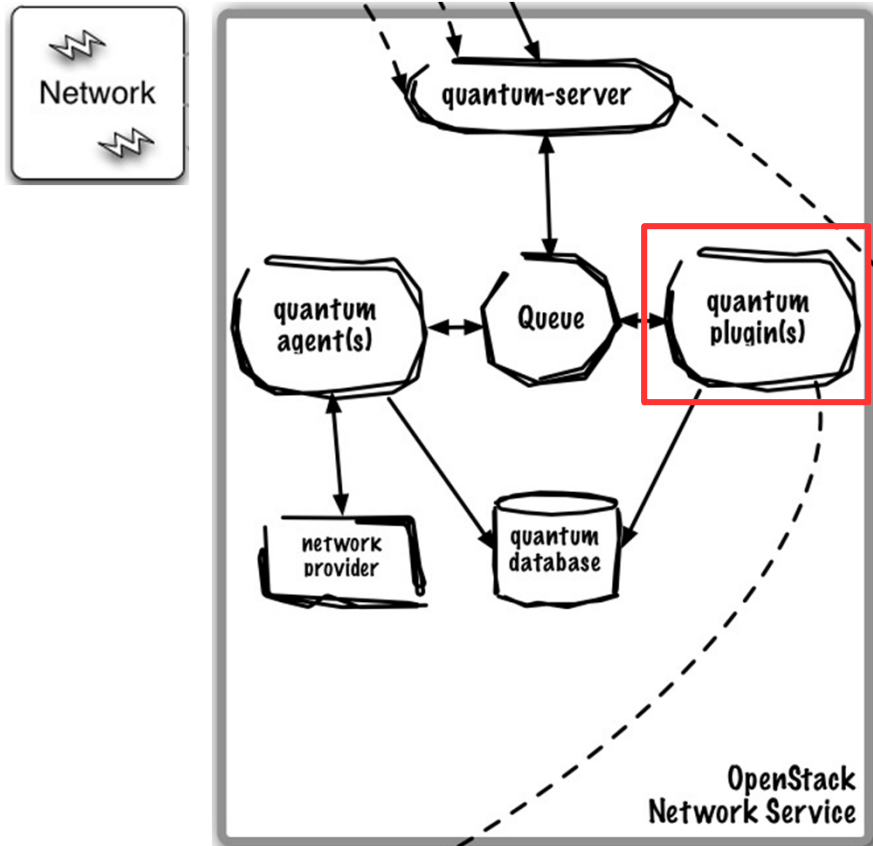 Network
quantum-server
quantum
agent(s)
Queue
quantum
plugin(s)
network
provider
quantum
database
OpenStack
Network Service